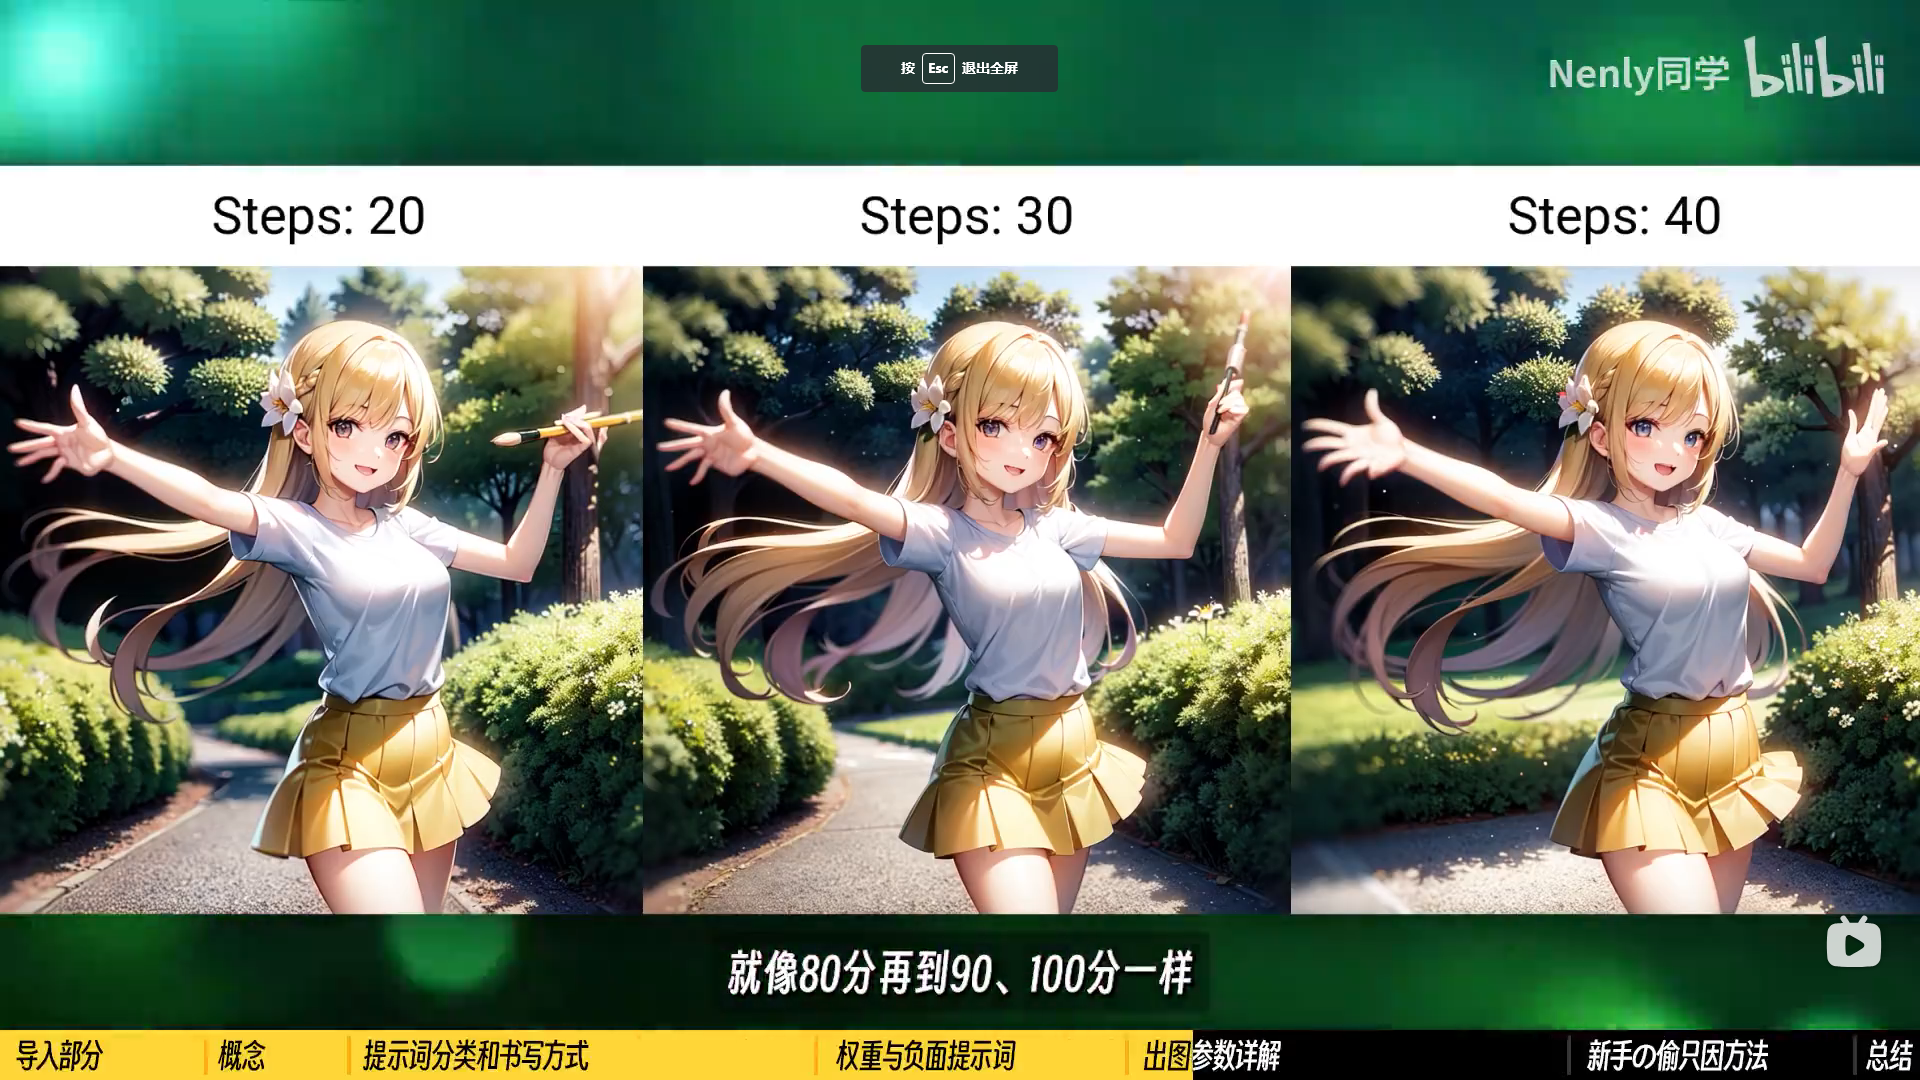 按 Esc 退出全屏
Nenly同学 bilibili
Steps: 20
Steps: 30
Steps: 40
就像80分再到90、100分一样
导入部分
概念
提示词分类和书写方式
权重与负面提示词
出图参数详解
新手の偷只因方法
总结